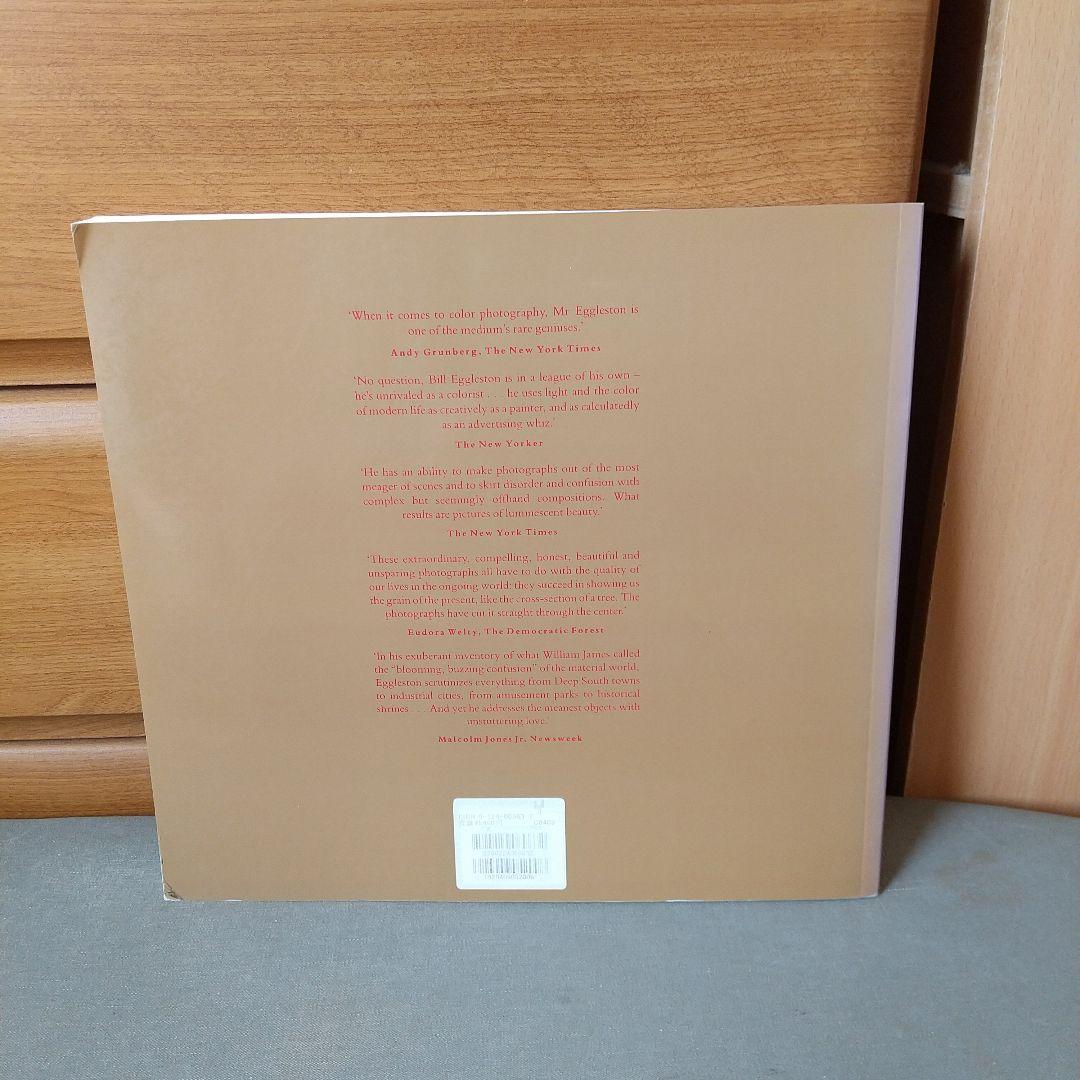 ‘When it comes to color photography, Mr Eggleston is
one of the medium's rare geniuses.’
Andy Grunberg, The New York Times
‘No question, Bill Eggleston is in a league of his own –
he's unrivaled as a colorist . . . he uses light and the color
of modern life as creatively as a painter, and as calculatedly
as an advertising whiz.’
The New Yorker
‘He has an ability to make photographs out of the most
meager of scenes and to skirt disorder and confusion with
complex but seemingly offhand compositions. What
results are pictures of luminescent beauty.’
The New York Times
‘These extraordinary, compelling, honest, beautiful and
unsparing photographs all have to do with the quality of
our lives in the ongoing world: they succeed in showing us
the grain of the present, like the cross-section of a tree. The
photographs have cut it straight through the center.’
Eudora Welty, The Democratic Forest
‘In his exuberant inventory of what William James called
the “blooming, buzzing confusion” of the material world,
Eggleston scrutinizes everything from Deep South towns
to industrial cities, from amusement parks to historical
shrines . . . And yet he addresses the meanest objects with
unstuttering love.’
Malcolm Jones Jr, Newsweek
ISBN